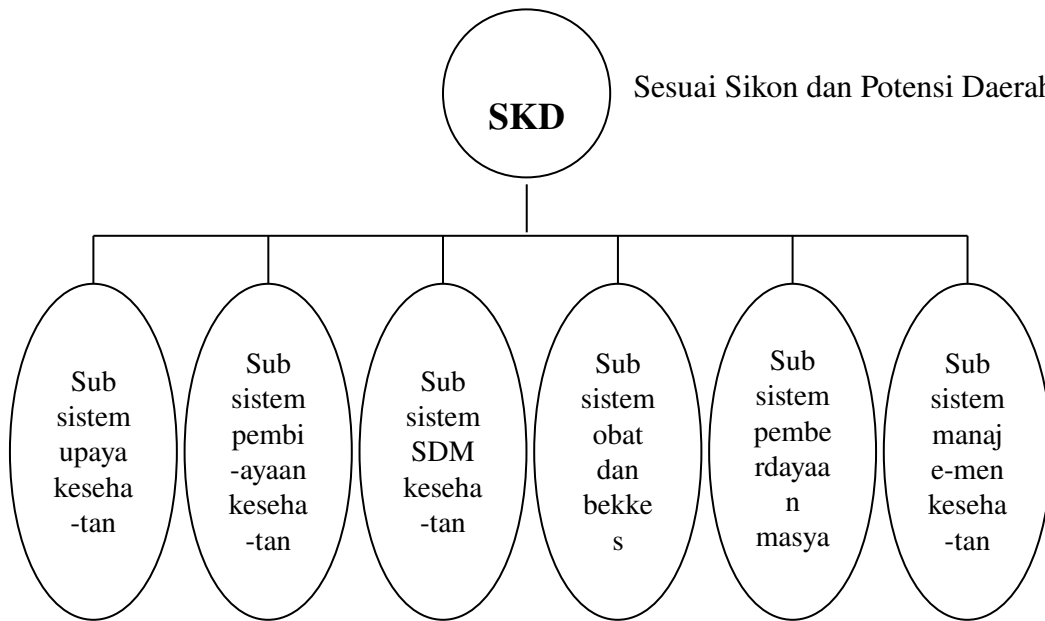 SKD
Sesuai Sikon dan Potensi Daerah
Sub
sistem
upaya
keseha
-tan
Sub
sistem
pembi
-ayaan
keseha
-tan
Sub
sistem
SDM
keseha
-tan
Sub
sistem
obat
dan
bekke
s
Sub
sistem
pembe
rdayaa
n
masya
Sub
sistem
manaj
e-men
keseha
-tan